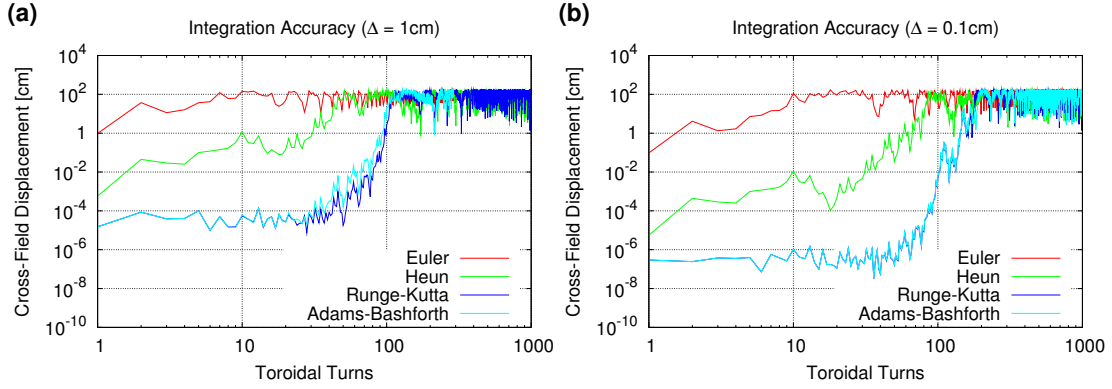 (a)
Integration Accuracy (Δ = 1cm)
Cross-Field Displacement [cm]
10^4
10^2
1
10^-2
10^-4
10^-6
10^-8
10^-10
Euler
Heun
Runge-Kutta
Adams-Bashforth
1 10 100 1000
Toroidal Turns
(b)
Integration Accuracy (Δ = 0.1cm)
Cross-Field Displacement [cm]
10^4
10^2
1
10^-2
10^-4
10^-6
10^-8
10^-10
Euler
Heun
Runge-Kutta
Adams-Bashforth
1 10 100 1000
Toroidal Turns